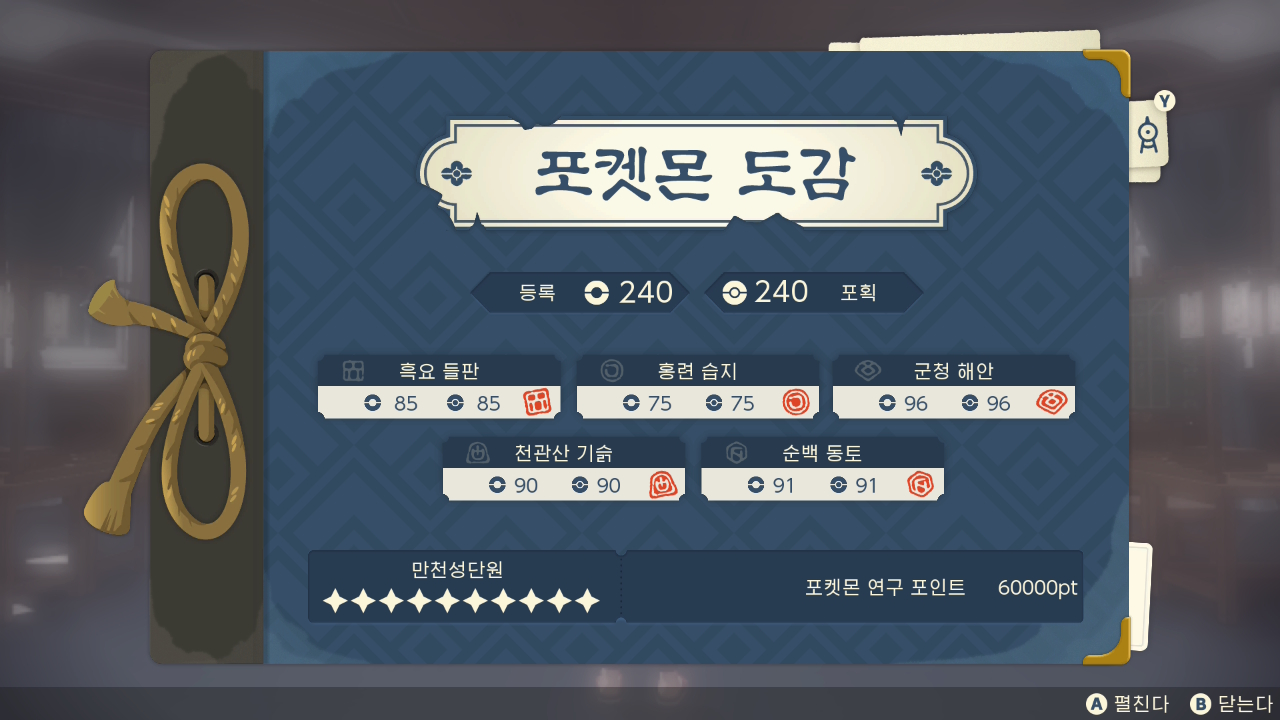 Y
포켓몬 도감
등록 240 240 포획
흑요 들판
85 85
홍련 습지
75 75
군청 해안
96 96
천관산 기슭
90 90
순백 동토
91 91
만천성단원
포켓몬 연구 포인트 60000pt
A 펼친다 B 닫는다